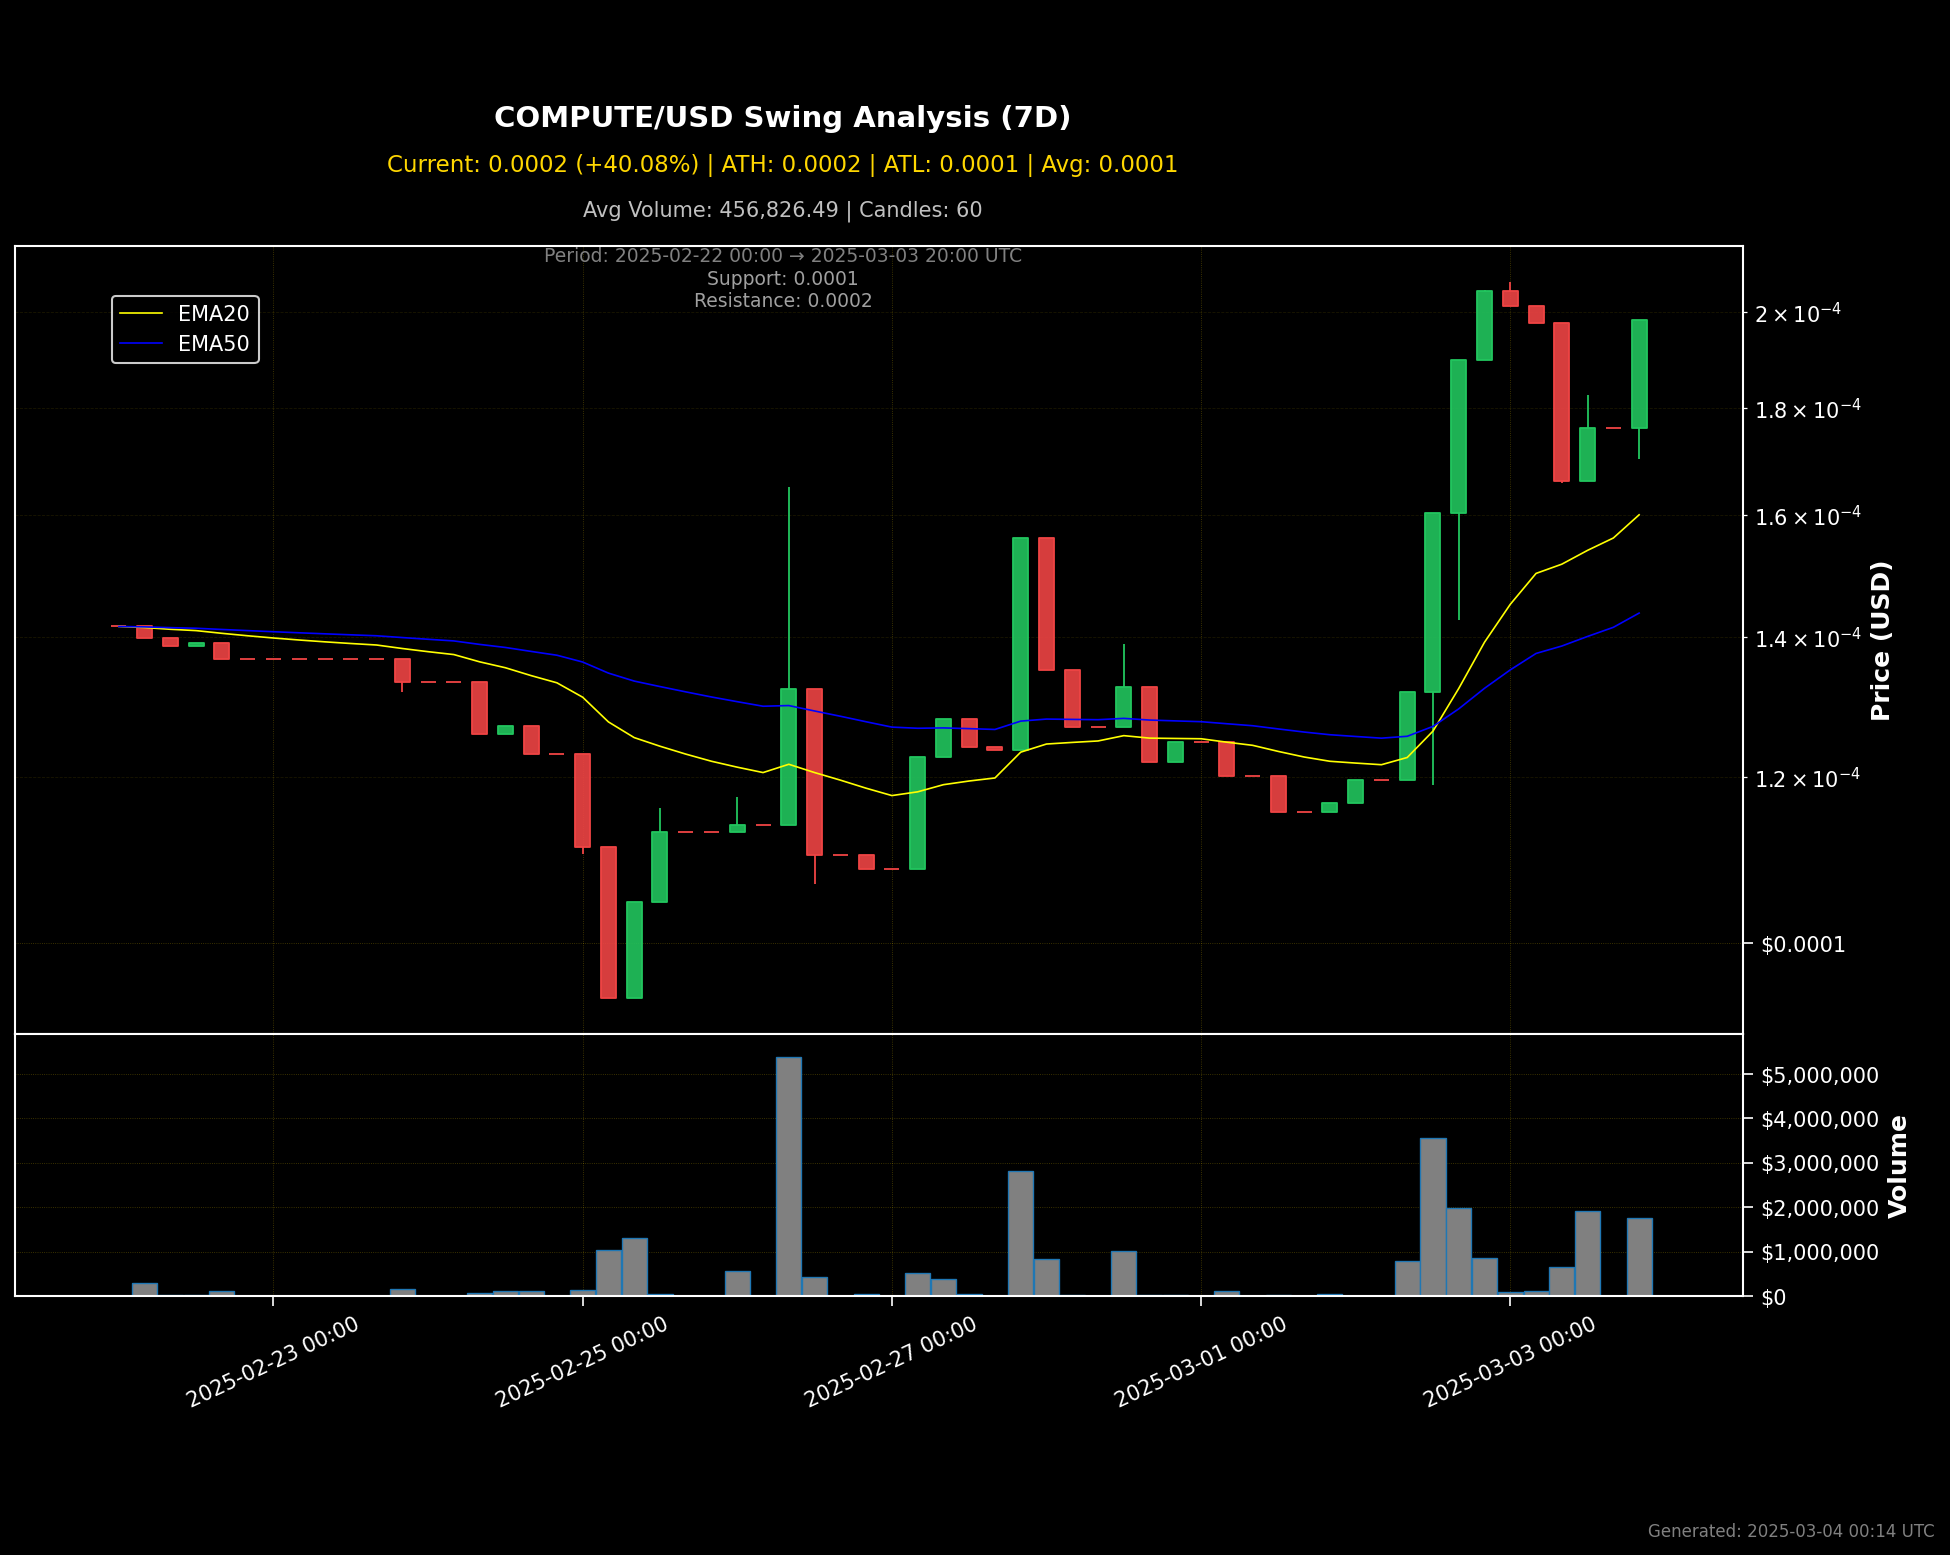 COMPUTE/USD Swing Analysis (7D)
Current: 0.0002 (+40.08%) | ATH: 0.0002 | ATL: 0.0001 | Avg: 0.0001
Avg Volume: 456,826.49 | Candles: 60
Period: 2025-02-22 00:00 → 2025-03-03 20:00 UTC
Support: 0.0001
Resistance: 0.0002
EMA20
EMA50
2 × 10⁻⁴
1.8 × 10⁻⁴
1.6 × 10⁻⁴
1.4 × 10⁻⁴
1.2 × 10⁻⁴
$0.0001
Price (USD)
$5,000,000
$4,000,000
$3,000,000
$2,000,000
$1,000,000
$0
Volume
2025-02-23 00:00
2025-02-25 00:00
2025-02-27 00:00
2025-03-01 00:00
2025-03-03 00:00
Generated: 2025-03-04 00:14 UTC